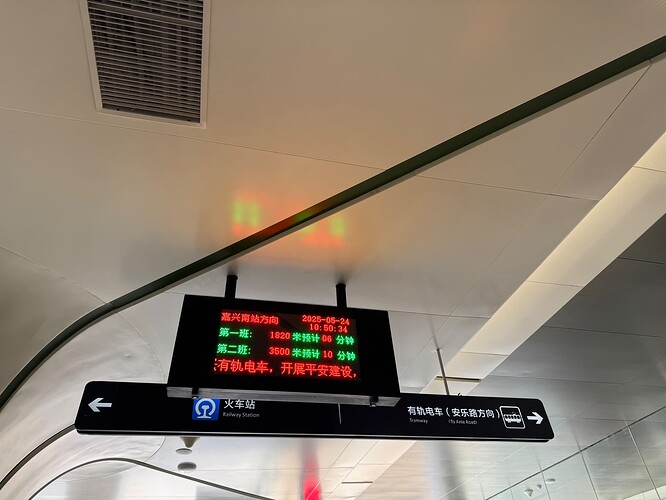 嘉兴南站方向 2025-05-24
10:50:34
第一班: 1820 米预计 06 分钟
第二班: 3500 米预计 10 分钟
有轨电车，开展平安建设，
火车站 有轨电车（安乐路方向）
Railway Station Tramway (To Anle Road)